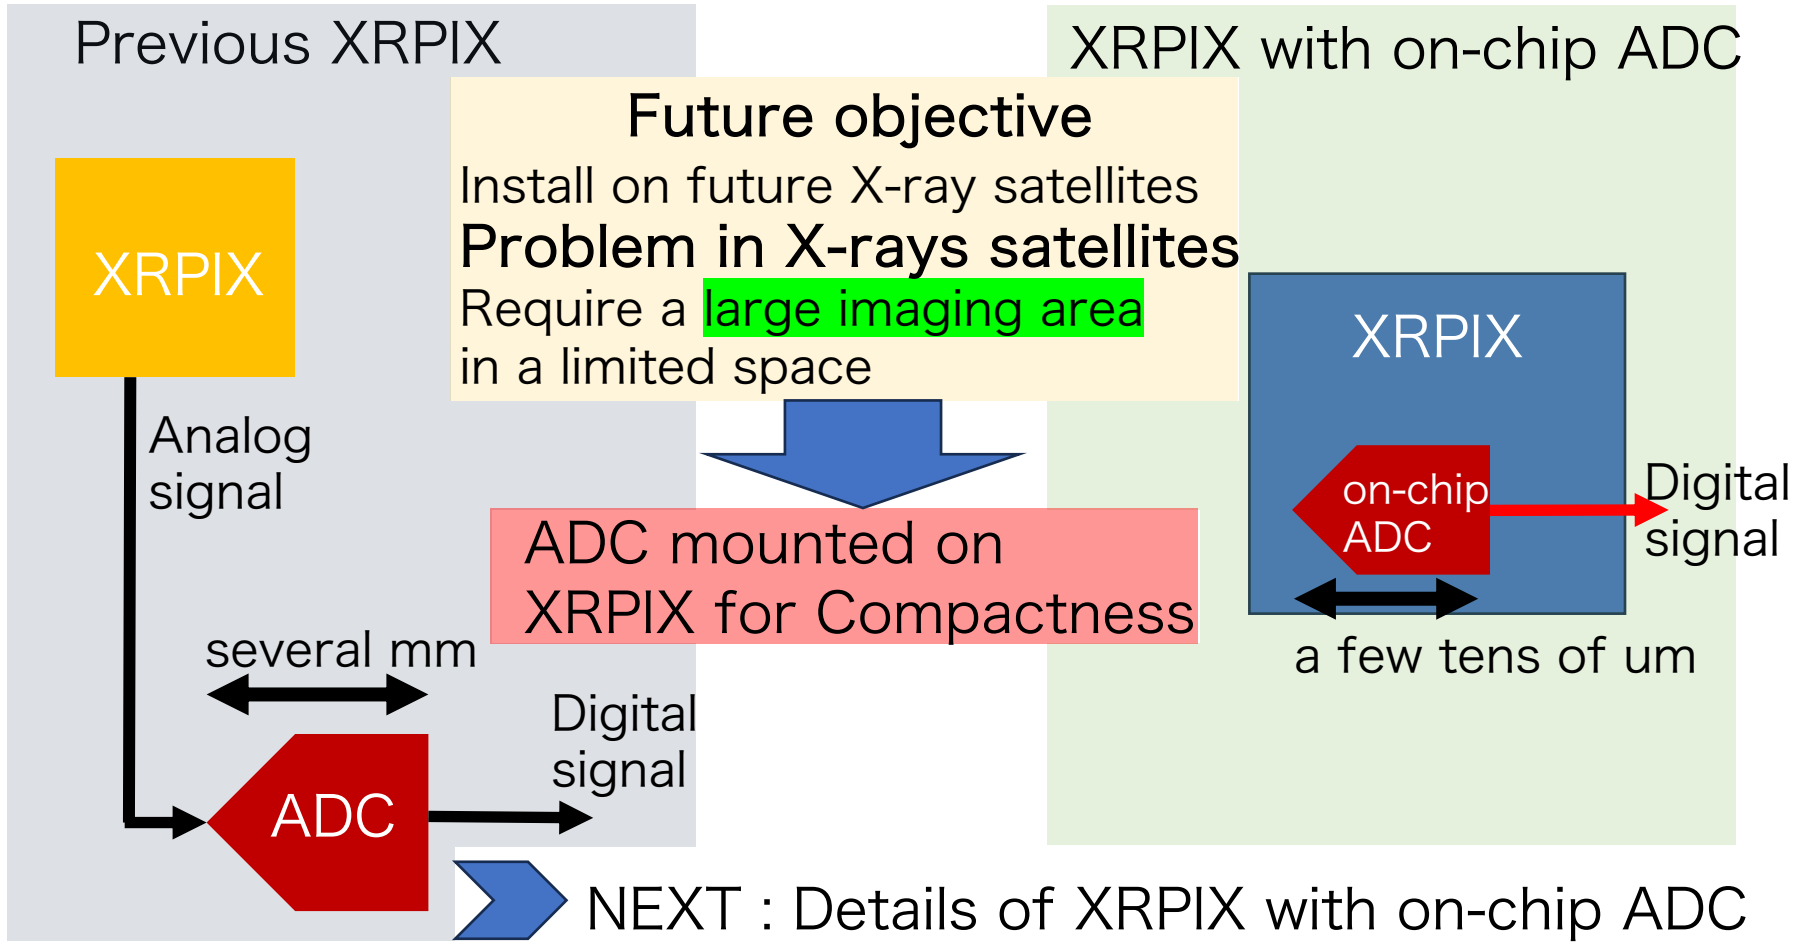 Previous XRPIX
XRPIX with on-chip ADC
Future objective
Install on future X-ray satellites
Problem in X-rays satellites
Require a large imaging area
in a limited space
XRPIX
Analog
signal
several mm
ADC
Digital
signal
ADC mounted on
XRPIX for Compactness
XRPIX
on-chip
ADC
Digital
signal
a few tens of um
NEXT : Details of XRPIX with on-chip ADC